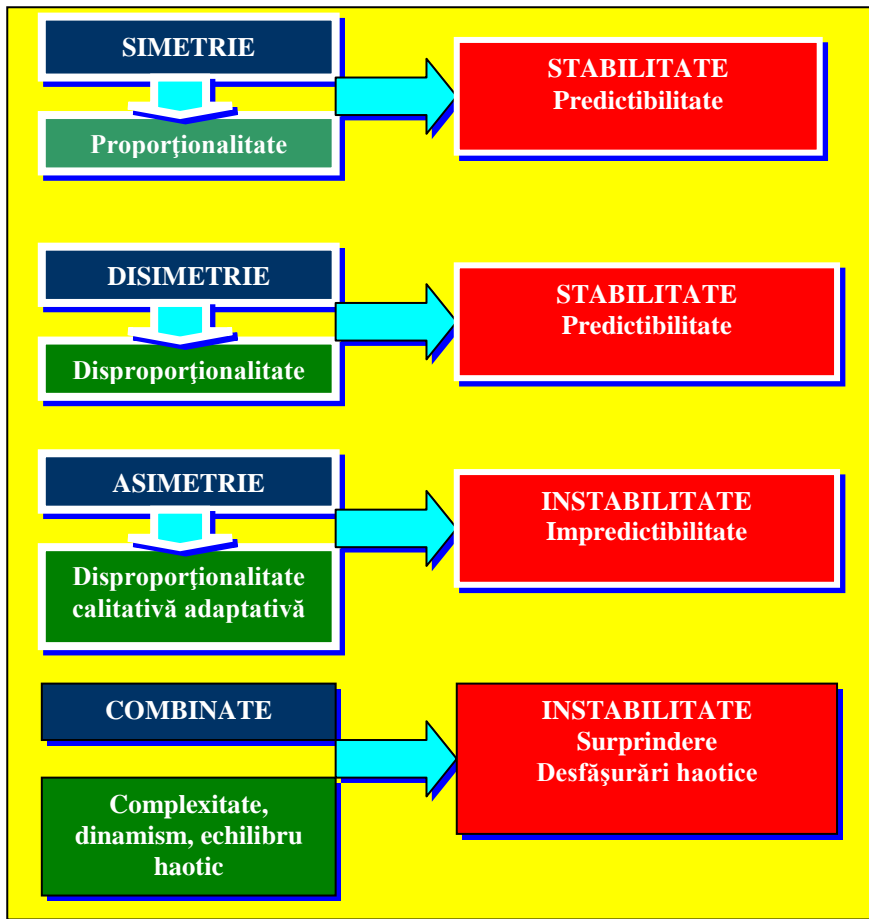 SIMETRIE
Proporţionalitate
STABILITATE
Predictibilitate
DISIMETRIE
Disproporţionalitate
STABILITATE
Predictibilitate
ASIMETRIE
Disproporţionalitate
calitativă adaptativă
INSTABILITATE
Impredictibilitate
COMBINATE
Complexitate,
dinamism, echilibru
haotic
INSTABILITATE
Surprindere
Desfăşurări haotice